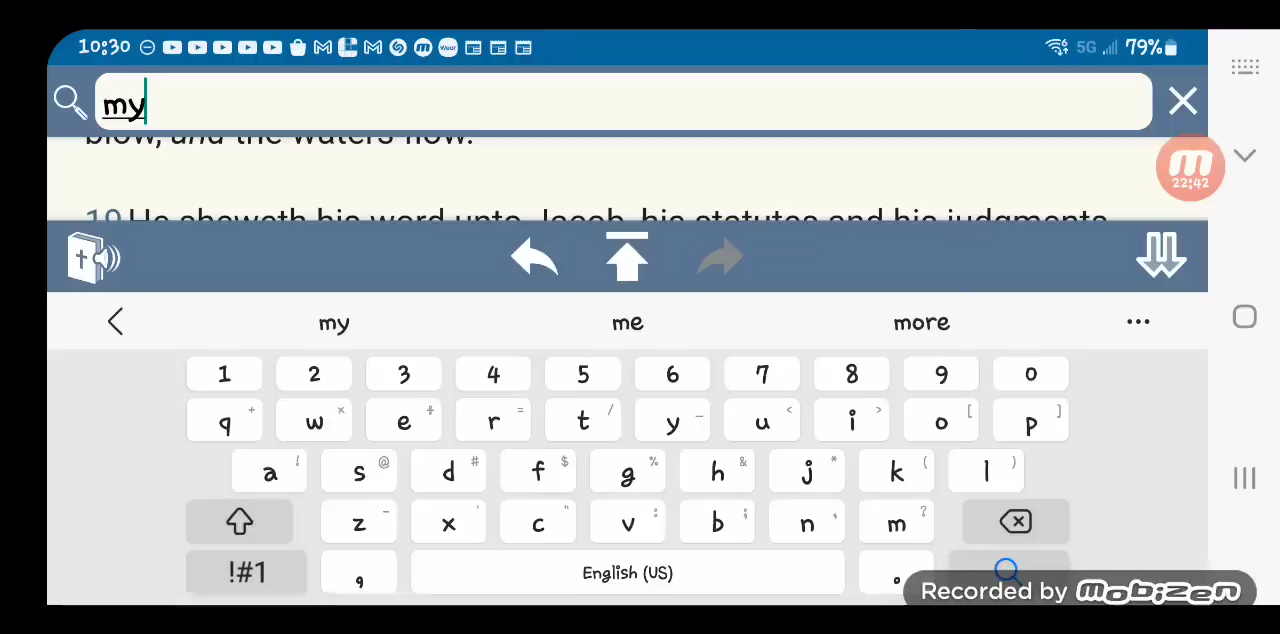 10:30 79%
5G
my
blow, and the waters flow.
22:42
19 He sheweth his word unto Jacob, his statutes and his judgments
my me more ...
1 2 3 4 5 6 7 8 9 0
q + w × e ÷ r = t / y _ u < i > o [ p ]
a ! s @ d # f $ g % h & j * k ( l )
z - x ' c " v : b ; n , m ?
!#1 , English (US) .
Recorded by MOBIZEN